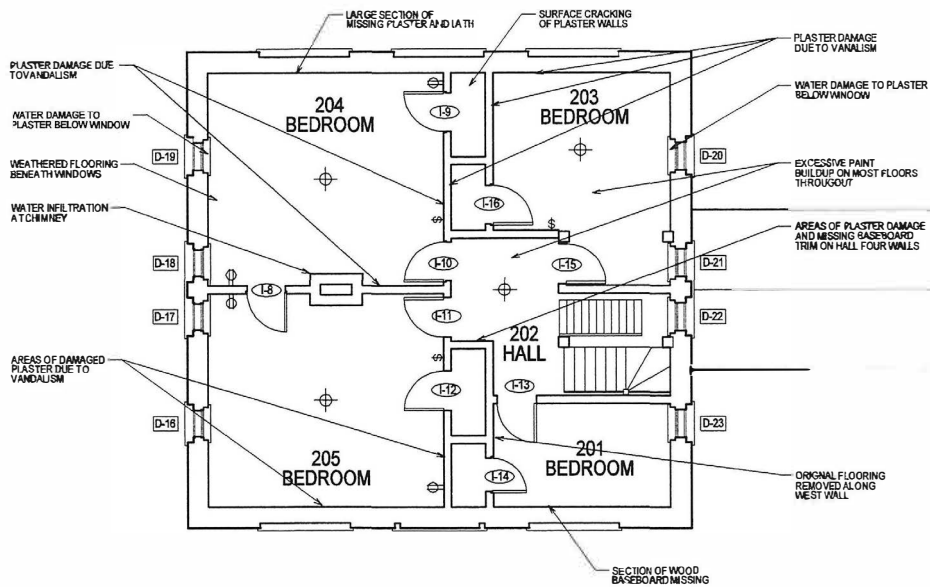 LARGE SECTION OF
MISSING PLASTER AND LATH
SURFACE CRACKING
OF PLASTER WALLS
PLASTER DAMAGE
DUE TO VANALISM
PLASTER DAMAGE DUE
TO VANDALISM
WATER DAMAGE TO PLASTER
BELOW WINDOW
WATER DAMAGE TO
PLASTER BELOW WINDOW
204
BEDROOM
I-9
203
BEDROOM
D-19
D-20
WEATHERED FLOORING
BENEATH WINDOWS
EXCESSIVE PAINT
BUILDUP ON MOST FLOORS
THROUGOUT
WATER INFILTRATION
AT CHIMNEY
I-16
$
$
AREAS OF PLASTER DAMAGE
AND MISSING BASEBOARD
TRIM ON HALL FOUR WALLS
D-18
I-10
I-15
D-21
I-8
D-17
I-11
D-22
202
HALL
$
AREAS OF DAMAGED
PLASTER DUE TO
VANDALISM
I-12
I-13
D-16
D-23
205
BEDROOM
201
BEDROOM
I-14
ORIGNAL FLOORING
REMOVED ALONG
WEST WALL
SECTION OF WOOD
BASEBOARD MISSING